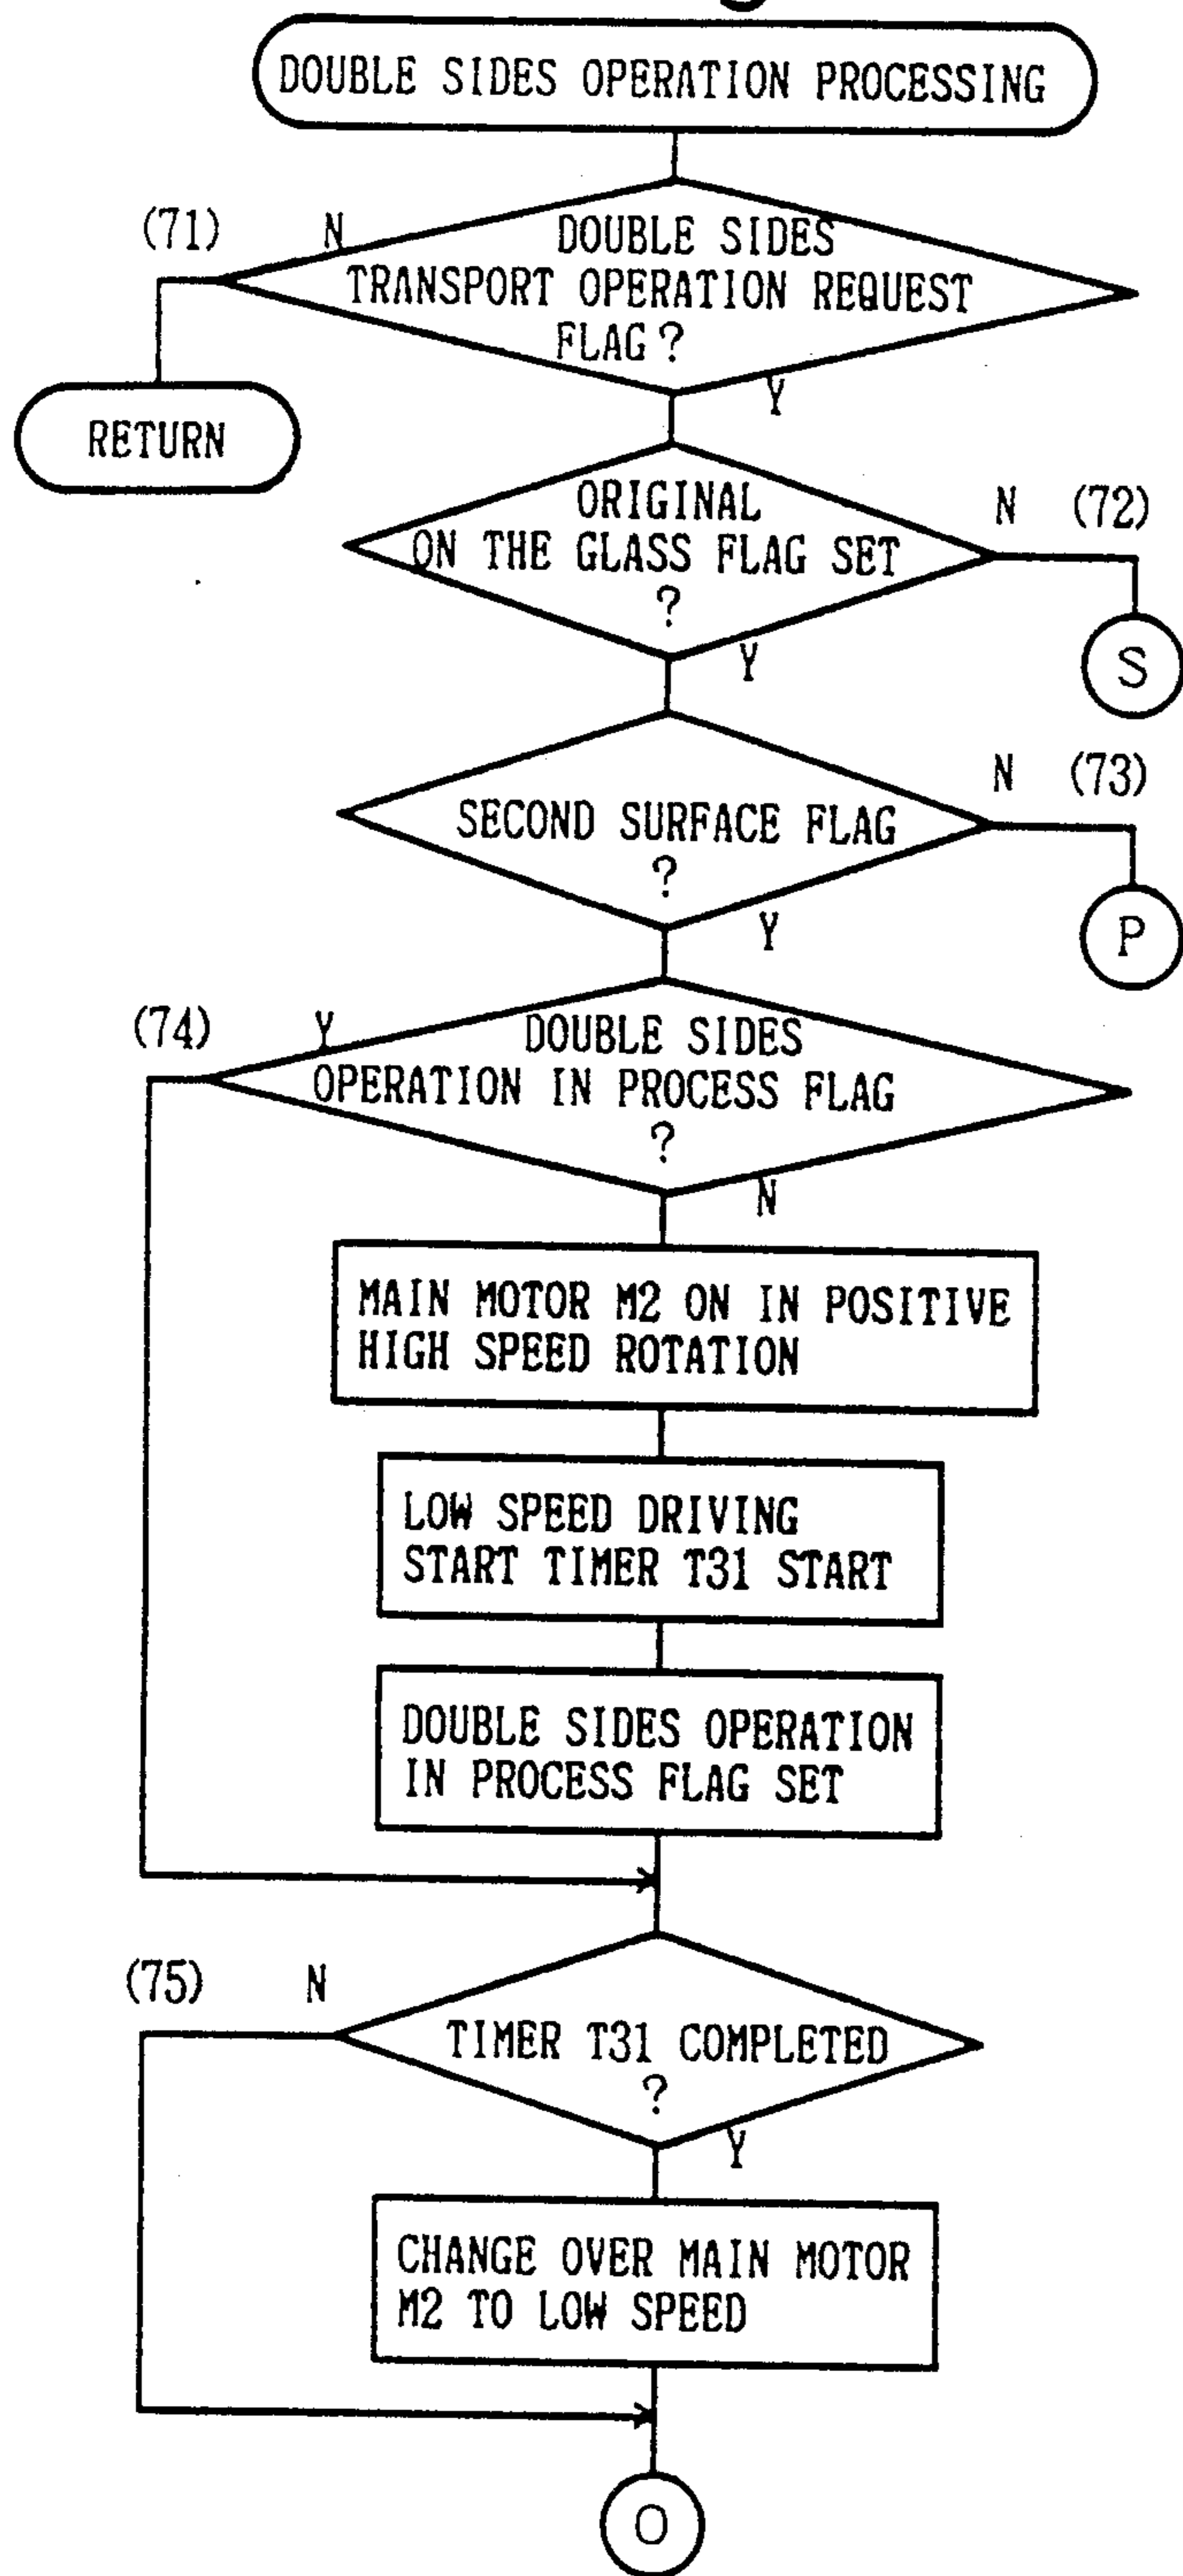 DOUBLE SIDES OPERATION PROCESSING
(71) N
DOUBLE SIDES
TRANSPORT OPERATION REQUEST
FLAG ?
Y
RETURN
ORIGINAL
ON THE GLASS FLAG SET
?
N (72)
Y
S
SECOND SURFACE FLAG
?
N (73)
Y
P
(74) Y
DOUBLE SIDES
OPERATION IN PROCESS FLAG
?
N
MAIN MOTOR M2 ON IN POSITIVE
HIGH SPEED ROTATION
LOW SPEED DRIVING
START TIMER T31 START
DOUBLE SIDES OPERATION
IN PROCESS FLAG SET
(75) N
TIMER T31 COMPLETED
?
Y
CHANGE OVER MAIN MOTOR
M2 TO LOW SPEED
O